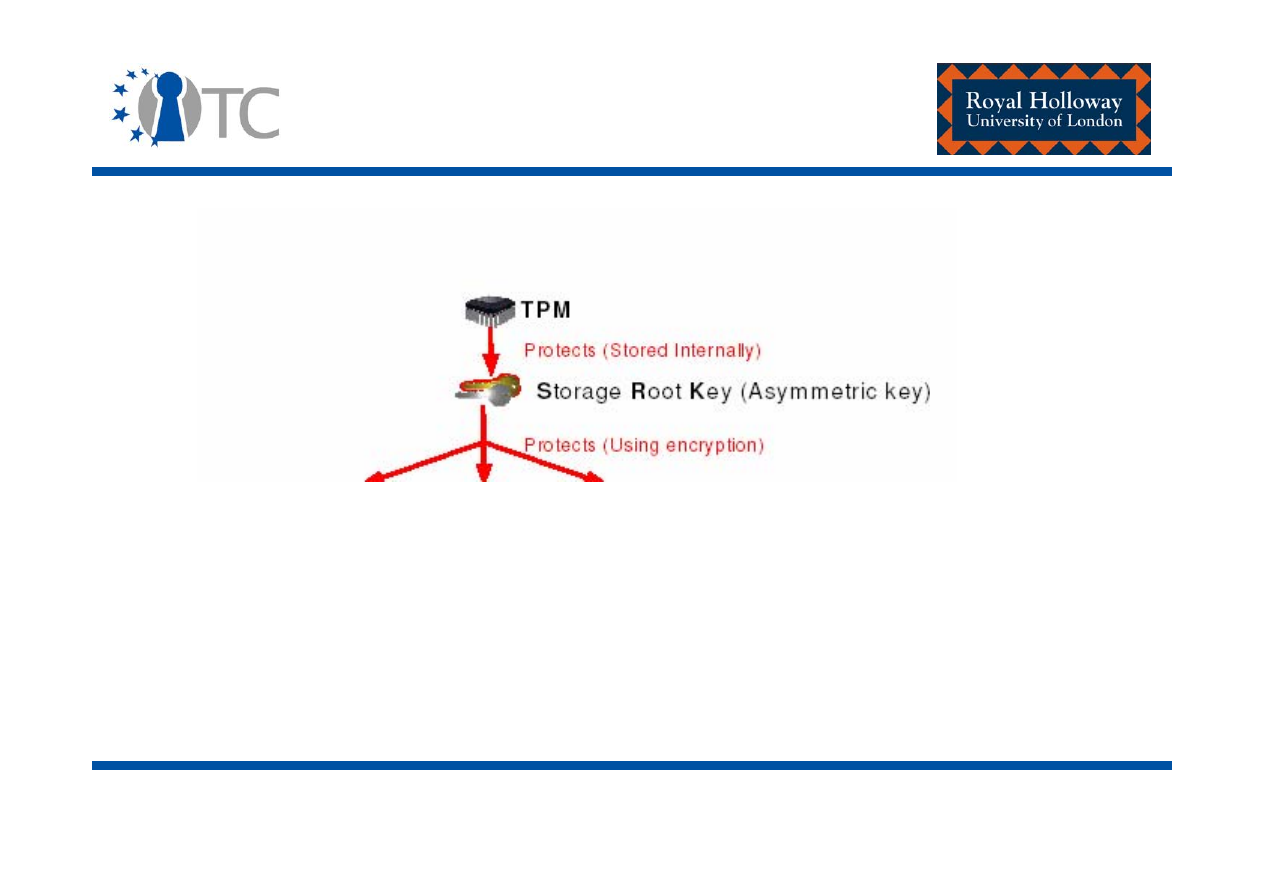 TC
Royal Holloway
University of London
TPM
Protects (Stored Internally)
Storage Root Key (Asymmetric key)
Protects (Using encryption)